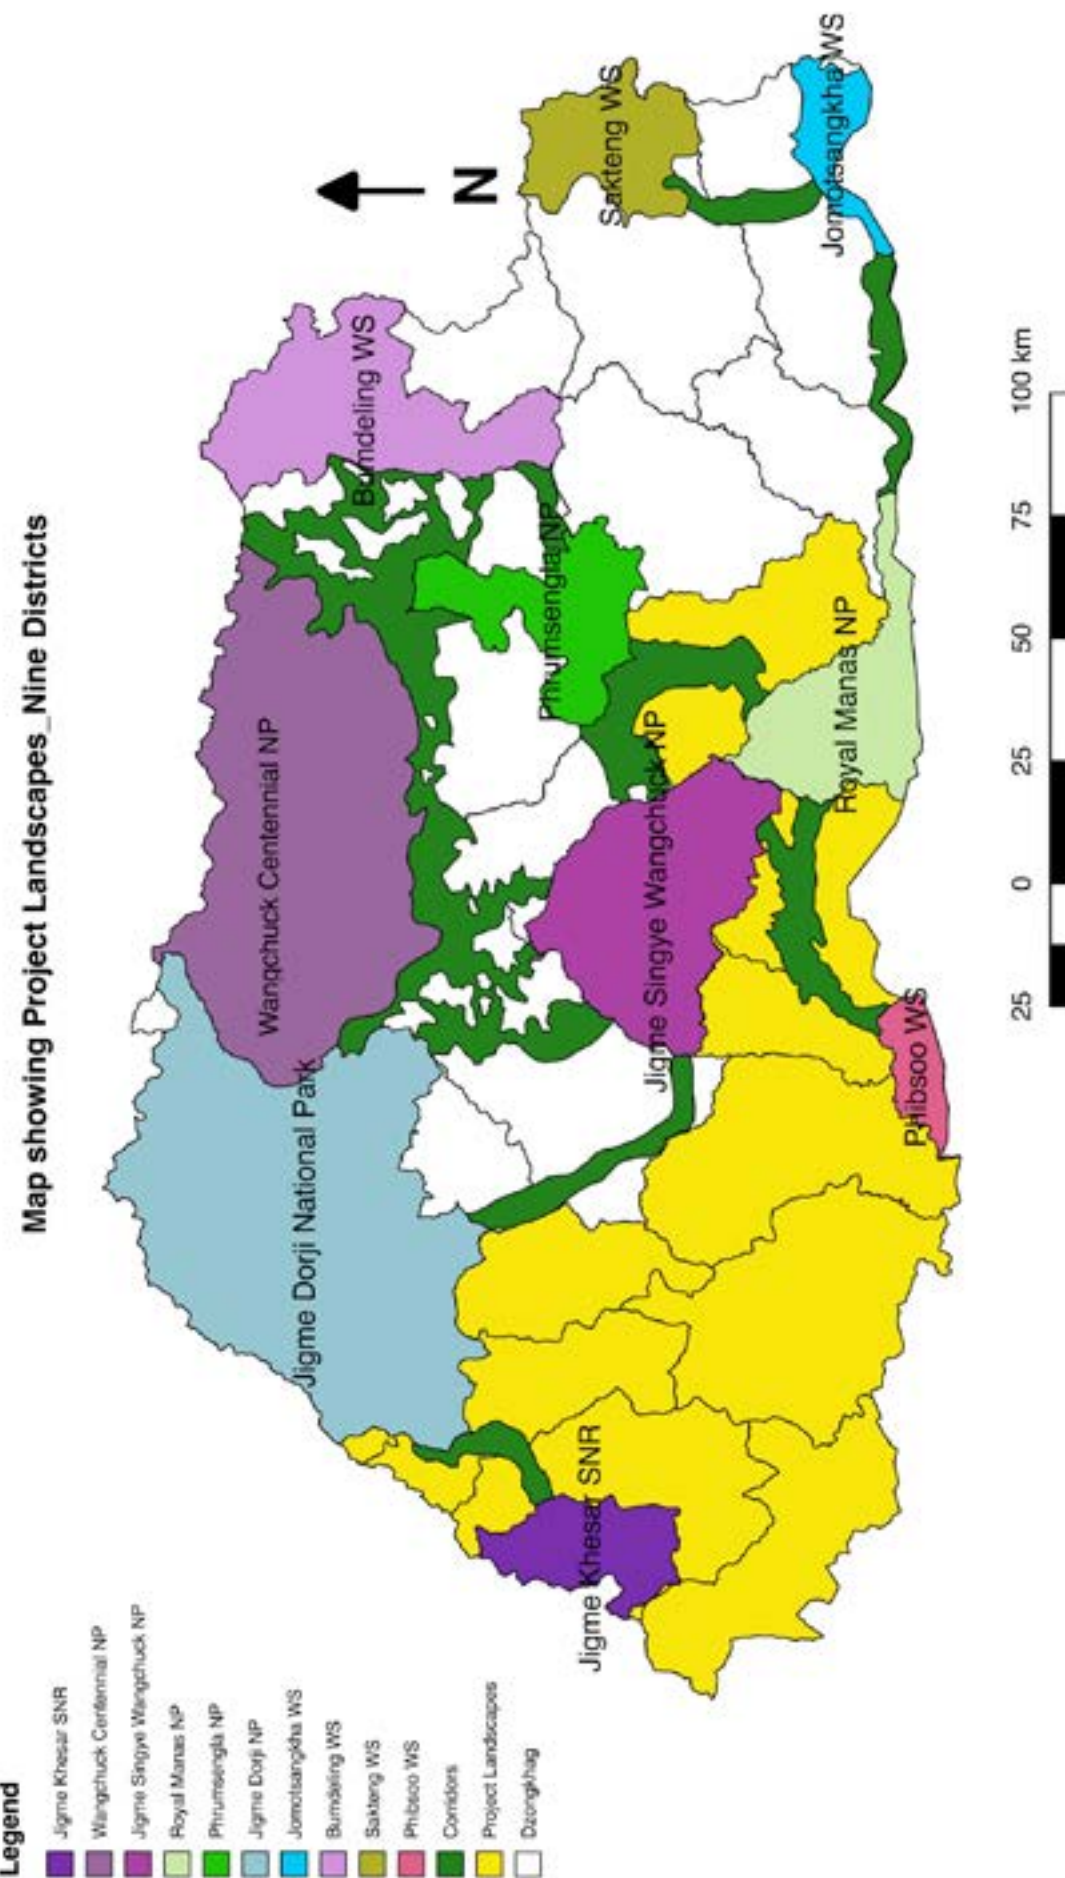 Map showing Project Landscapes_Nine Districts
N
Wangchuck Centennial NP
Bumdeling WS
Jigme Dorji National Park
Phrumsengla NP
Sakteng WS
Jigme Khesar SNR
Jigme Singye Wangchuck NP
Royal Manas NP
Jomotsangkha WS
Phibsoo WS
Legend
Jigme Khesar SNR
Wangchuck Centennial NP
Jigme Singye Wangchuck NP
Royal Manas NP
Phrumsengla NP
Jigme Dorji NP
Jomotsangkha WS
Bumdeling WS
Sakteng WS
Phibsoo WS
Corridors
Project Landscapes
Dzongkhag
25 0 25 50 75 100 km